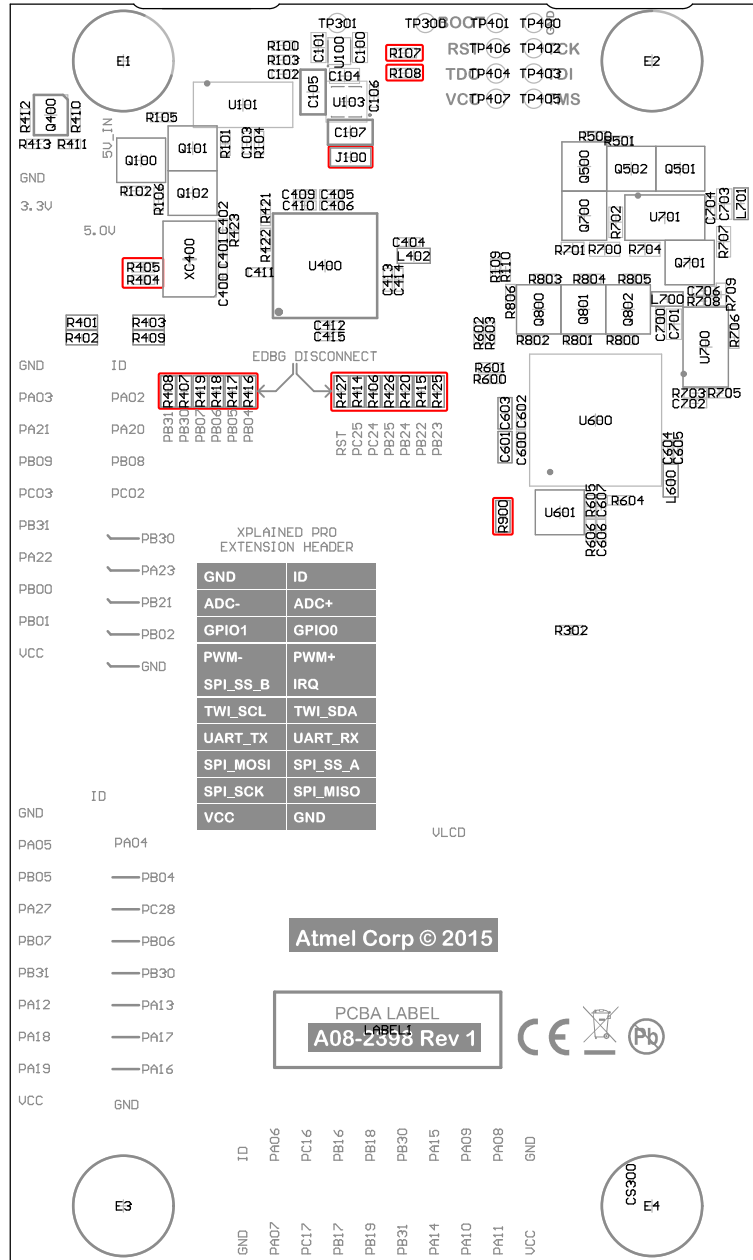 TP301 TP300 BOOT TP401 TP400 GND
R100 C101 U100 C100 R107 RST TP406 TP402 TCK
E1 R103 E2
C102 C104 R108 TDO TP404 TP403 TDI
C105 C106
R412 Q400 R410 R105 U101 U103 VCC TP407 TP405 TMS
R413 R411 5V_IN Q100 Q101 R101 C103 R104 C107 R500 R501
J100 Q500 Q502 Q501
GND R102 R106 Q102
3.3V C409 C405
C410 C406 R421 Q700 R702 U701 C704 C703 L701
5.0V XC400 C402 R423 R422 C404 R701 R700 R704 R707
C401 U400 L402
R405 C411 C413 C414 R109 R110 Q701
R404 C400 R803 R804 R805 C706 R709
R806 Q800 Q801 Q802 L700 R708
R401 R403 C412 C700 C701 R706
R402 R409 C415 R602 R603 R802 R801 R800 U700
EDBG DISCONNECT
GND ID R601
R600
PA03 PA02 R408 R407 R419 R418 R417 R416 R427 R414 R406 R426 R420 R415 R425 R703 R705
C702
PB31 PB30 PB07 PB06 PB05 PB04 RST PC25 PC24 PB25 PB24 PB22 PB23
PA21 PA20 C603 C602 U600
C601 C600 C604 C605
PB09 PB08
PC03 PC02 L600
R605 C607 R604
PB31 R900 U601
PB30 XPLAINED PRO R606 C606
EXTENSION HEADER
PA22 PA23
GND ID
PB00 PB21 ADC- ADC+
PB01 PB02 GPIO1 GPIO0 R302
VCC GND PWM- PWM+
SPI_SS_B IRQ
TWI_SCL TWI_SDA
UART_TX UART_RX
SPI_MOSI SPI_SS_A
SPI_SCK SPI_MISO
ID
VCC GND
GND
PA05 PA04 VLCD
PB05 PB04
PA27 PC28
PB07 PB06 Atmel Corp © 2015
PB31 PB30
PA12 PA13 PCBA LABEL
LABEL1
PA18 PA17 A08-2398 Rev 1 CE Pb
PA19 PA16
VCC GND
ID PA06 PC16 PB16 PB18 PB30 PA15 PA09 PA08 GND
E3 CS300 E4
GND PA07 PC17 PB17 PB19 PB31 PA14 PA10 PA11 VCC